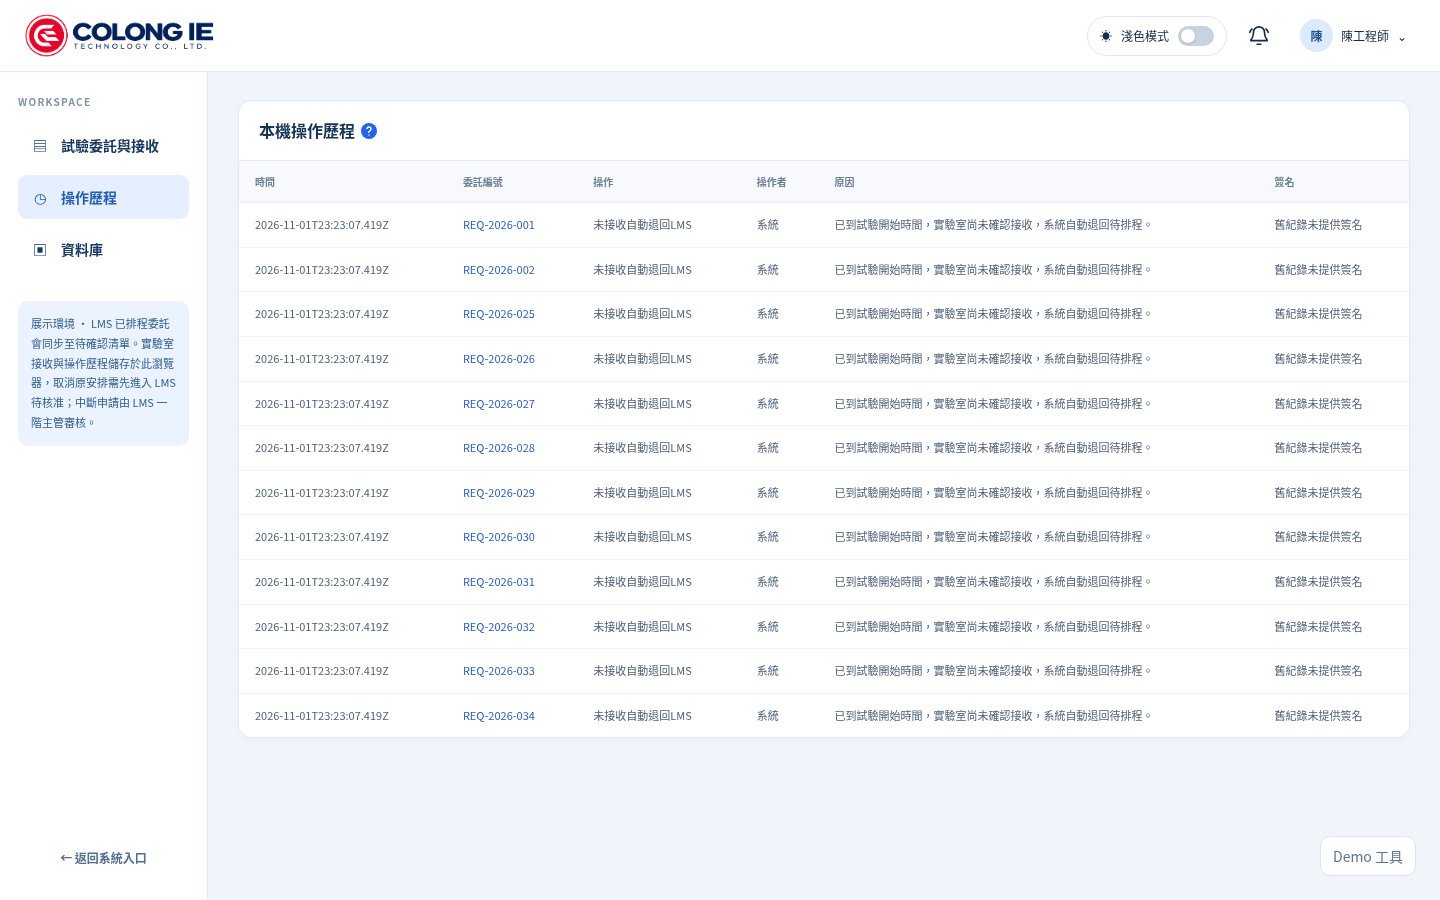 COLONG IE
TECHNOLOGY CO., LTD.
淺色模式
陳
陳工程師
WORKSPACE
試驗委託與接收
操作歷程
資料庫
展示環境 · LMS 已排程委託
會同步至待確認清單。實驗室
接收與操作歷程儲存於此瀏覽
器，取消原安排需先進入 LMS
待核准；中斷申請由 LMS 一
階主管審核。
← 返回系統入口
本機操作歷程 ?
時間 委託編號 操作 操作者 原因 簽名
2026-11-01T23:23:07.419Z REQ-2026-001 未接收自動退回LMS 系統 已到試驗開始時間，實驗室尚未確認接收，系統自動退回待排程。 舊紀錄未提供簽名
2026-11-01T23:23:07.419Z REQ-2026-002 未接收自動退回LMS 系統 已到試驗開始時間，實驗室尚未確認接收，系統自動退回待排程。 舊紀錄未提供簽名
2026-11-01T23:23:07.419Z REQ-2026-025 未接收自動退回LMS 系統 已到試驗開始時間，實驗室尚未確認接收，系統自動退回待排程。 舊紀錄未提供簽名
2026-11-01T23:23:07.419Z REQ-2026-026 未接收自動退回LMS 系統 已到試驗開始時間，實驗室尚未確認接收，系統自動退回待排程。 舊紀錄未提供簽名
2026-11-01T23:23:07.419Z REQ-2026-027 未接收自動退回LMS 系統 已到試驗開始時間，實驗室尚未確認接收，系統自動退回待排程。 舊紀錄未提供簽名
2026-11-01T23:23:07.419Z REQ-2026-028 未接收自動退回LMS 系統 已到試驗開始時間，實驗室尚未確認接收，系統自動退回待排程。 舊紀錄未提供簽名
2026-11-01T23:23:07.419Z REQ-2026-029 未接收自動退回LMS 系統 已到試驗開始時間，實驗室尚未確認接收，系統自動退回待排程。 舊紀錄未提供簽名
2026-11-01T23:23:07.419Z REQ-2026-030 未接收自動退回LMS 系統 已到試驗開始時間，實驗室尚未確認接收，系統自動退回待排程。 舊紀錄未提供簽名
2026-11-01T23:23:07.419Z REQ-2026-031 未接收自動退回LMS 系統 已到試驗開始時間，實驗室尚未確認接收，系統自動退回待排程。 舊紀錄未提供簽名
2026-11-01T23:23:07.419Z REQ-2026-032 未接收自動退回LMS 系統 已到試驗開始時間，實驗室尚未確認接收，系統自動退回待排程。 舊紀錄未提供簽名
2026-11-01T23:23:07.419Z REQ-2026-033 未接收自動退回LMS 系統 已到試驗開始時間，實驗室尚未確認接收，系統自動退回待排程。 舊紀錄未提供簽名
2026-11-01T23:23:07.419Z REQ-2026-034 未接收自動退回LMS 系統 已到試驗開始時間，實驗室尚未確認接收，系統自動退回待排程。 舊紀錄未提供簽名
Demo 工具